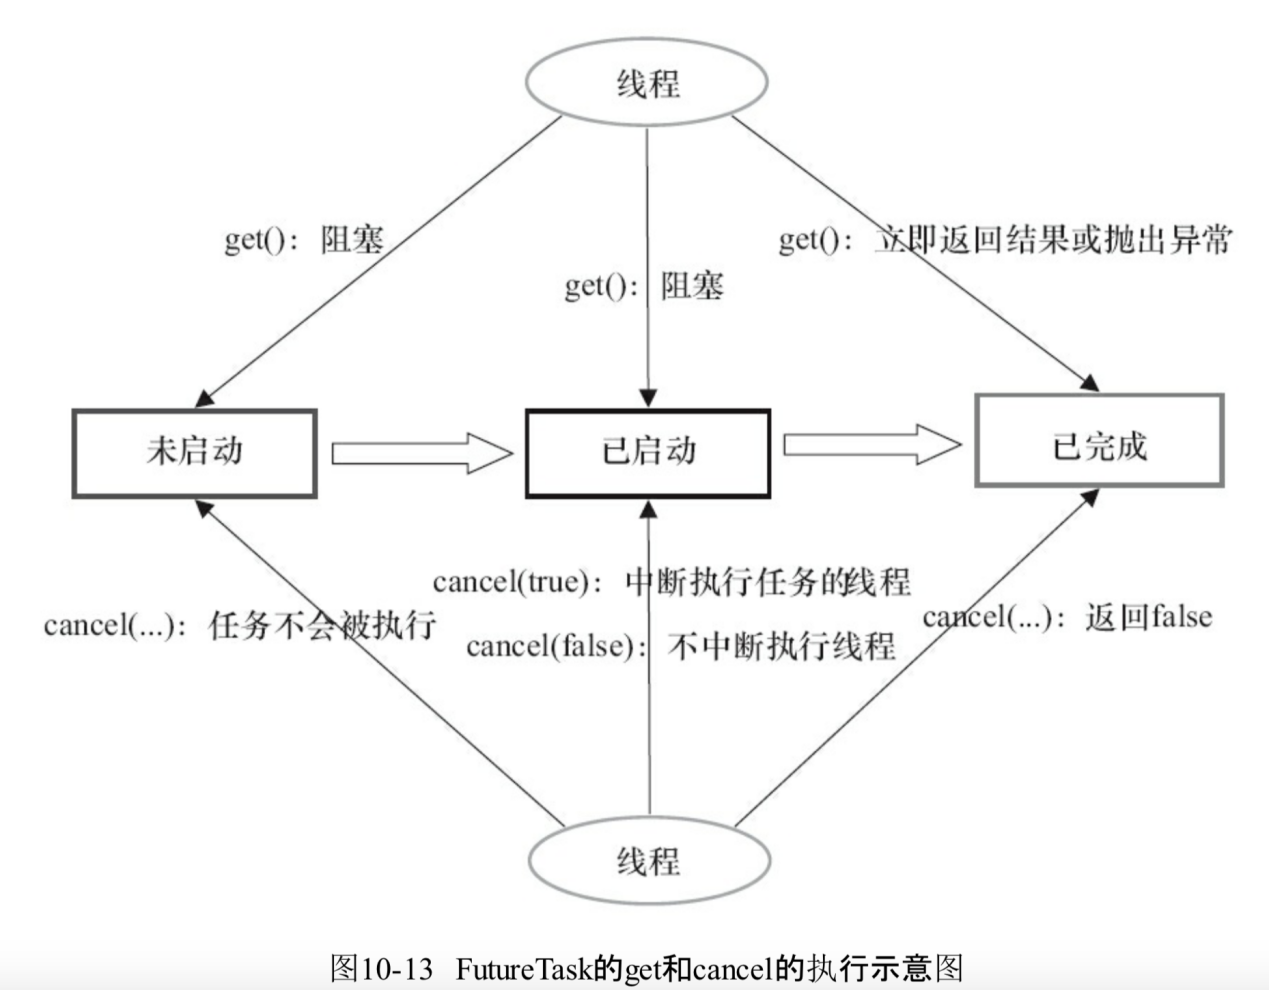 线程
get()：阻塞
get()：立即返回结果或抛出异常
get()：阻塞
未启动
已启动
已完成
cancel(true)：中断执行任务的线程
cancel(...)：任务不会被执行
cancel(...)：返回false
cancel(false)：不中断执行线程
线程
图10-13 FutureTask的get和cancel的执行示意图